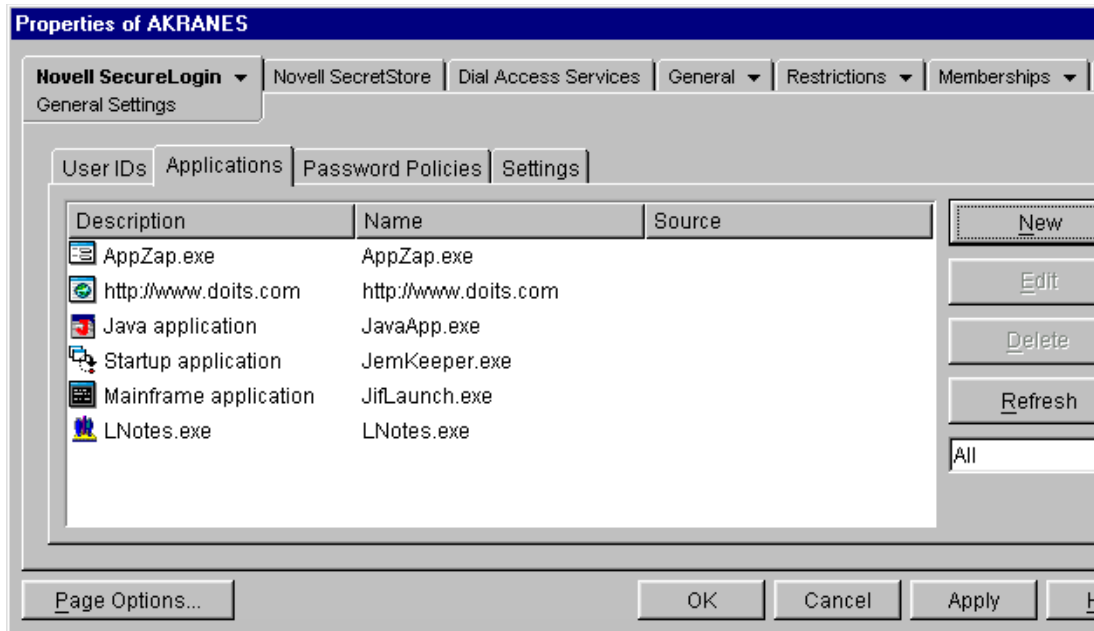 Properties of AKRANES
Novell SecureLogin Novell SecretStore Dial Access Services General Restrictions Memberships
General Settings
User IDs Applications Password Policies Settings
Description Name Source New
AppZap.exe AppZap.exe
http://www.doits.com http://www.doits.com Edit
Java application JavaApp.exe Delete
Startup application JemKeeper.exe
Mainframe application JifLaunch.exe Refresh
LNotes.exe LNotes.exe
All
Page Options... OK Cancel Apply